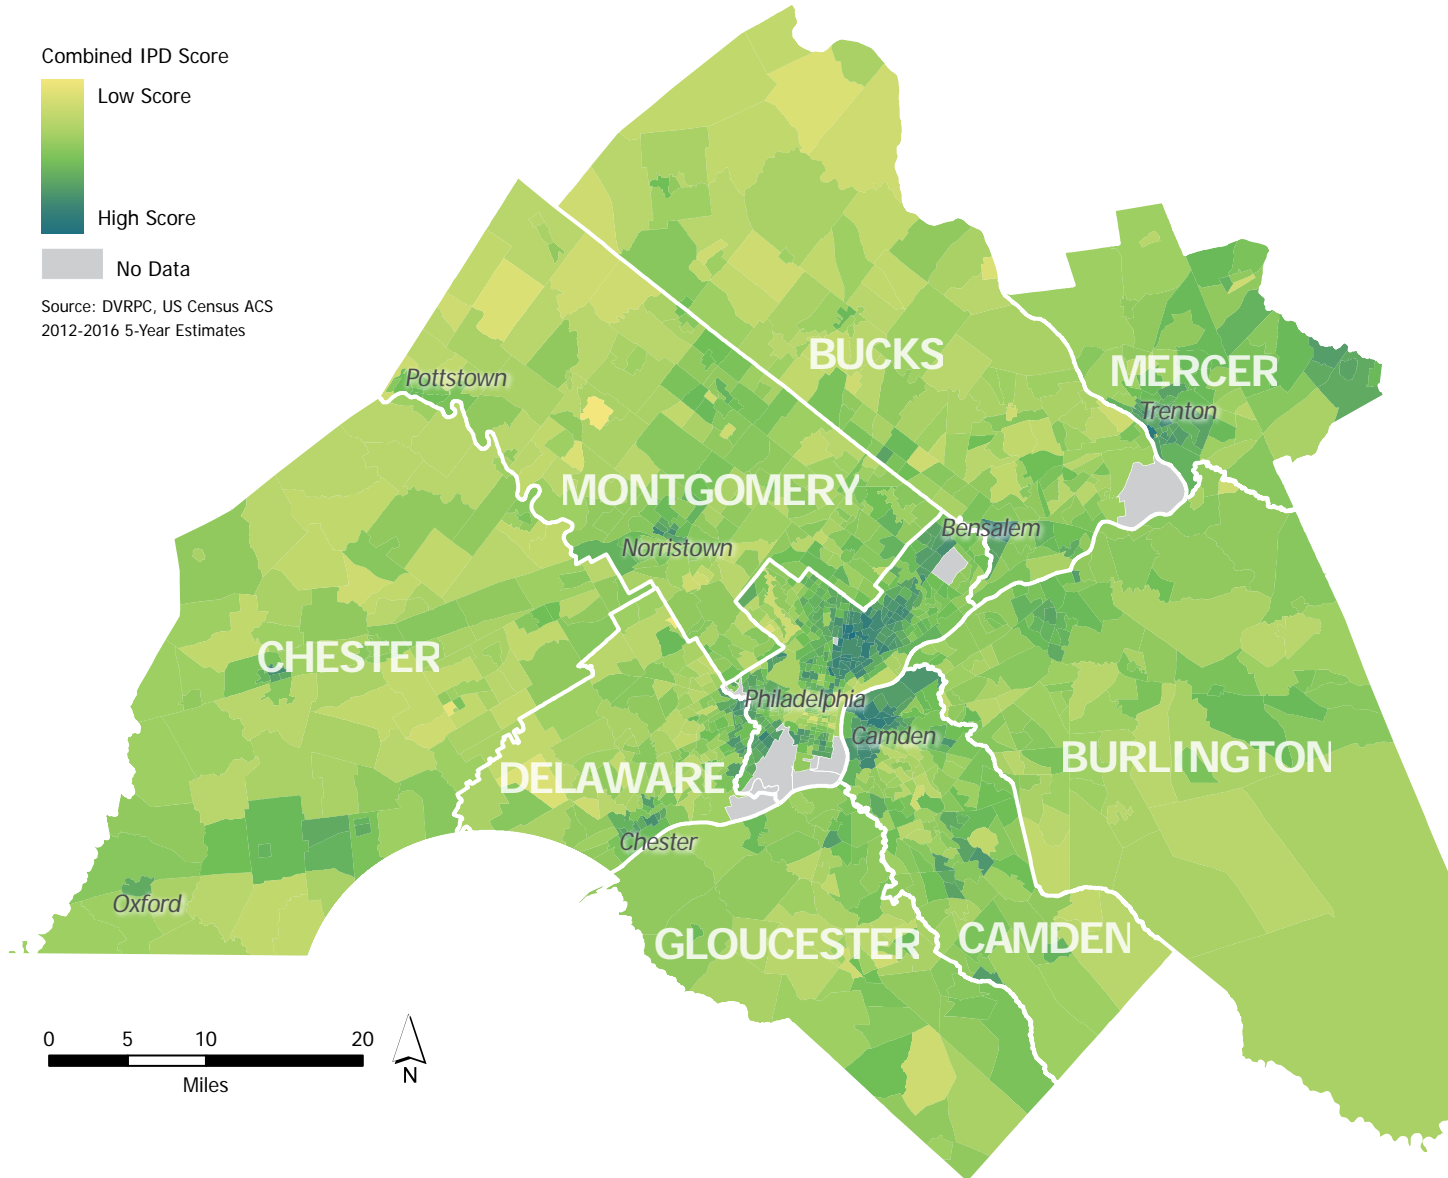 Combined IPD Score
Low Score
High Score
No Data
Source: DVRPC, US Census ACS
2012-2016 5-Year Estimates
BUCKS
MERCER
Pottstown
Trenton
MONTGOMERY
Bensalem
Norristown
CHESTER
Philadelphia
Camden
BURLINGTON
DELAWARE
Chester
Oxford
GLOUCESTER
CAMDEN
0 5 10 20
Miles
N